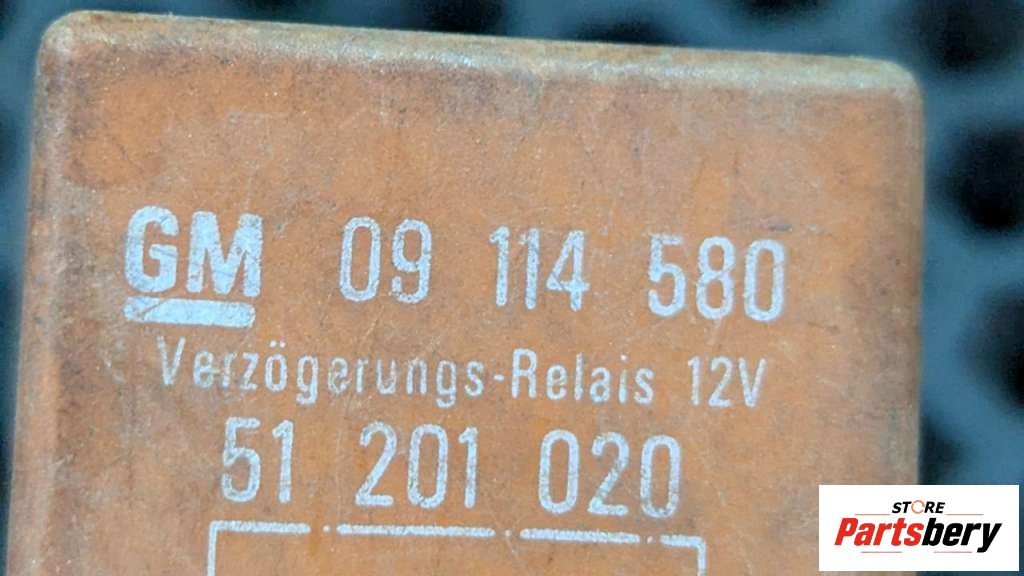 GM 09 114 580
Verzögerungs-Relais 12V
51 201 020
STORE
Partsbery